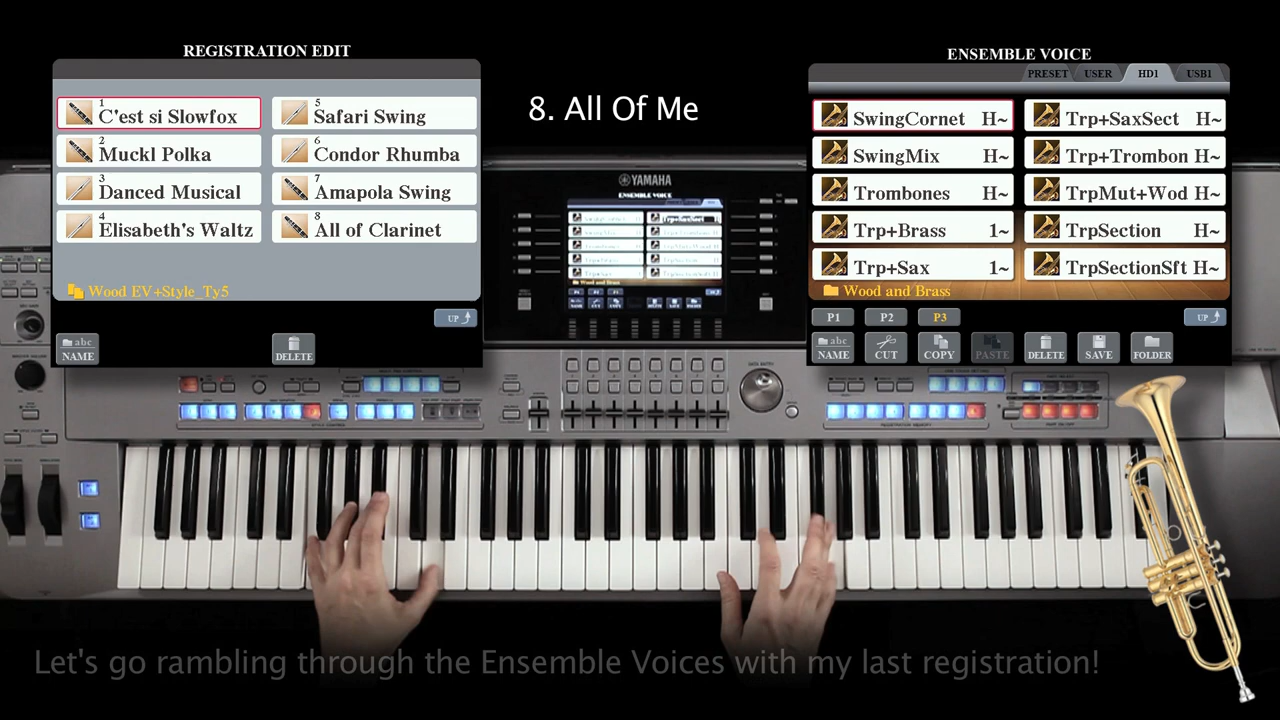 REGISTRATION EDIT
1 C'est si Slowfox
2 Muckl Polka
3 Danced Musical
4 Elisabeth's Waltz
5 Safari Swing
6 Condor Rhumba
7 Amapola Swing
8 All of Clarinet
Wood EV+Style_Ty5
UP
abc
NAME
DELETE
8. All Of Me
YAMAHA
ENSEMBLE VOICE
ENSEMBLE VOICE
PRESET USER HD1 USB1
SwingCornet H~
SwingMix H~
Trombones H~
Trp+Brass 1~
Trp+Sax 1~
Trp+SaxSect H~
Trp+Trombon H~
TrpMut+Wod H~
TrpSection H~
TrpSectionSft H~
Wood and Brass
P1 P2 P3 UP
abc
NAME CUT COPY PASTE DELETE SAVE FOLDER
Let's go rambling through the Ensemble Voices with my last registration!